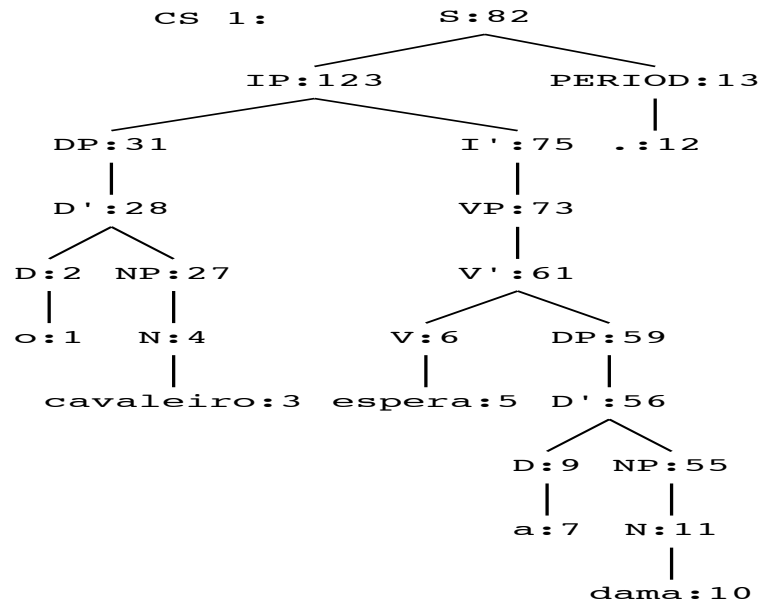 CS 1: S:82
IP:123 PERIOD:13
DP:31 I':75 .:12
D':28 VP:73
D:2 NP:27 V':61
o:1 N:4 V:6 DP:59
cavaleiro:3 espera:5 D':56
D:9 NP:55
a:7 N:11
dama:10